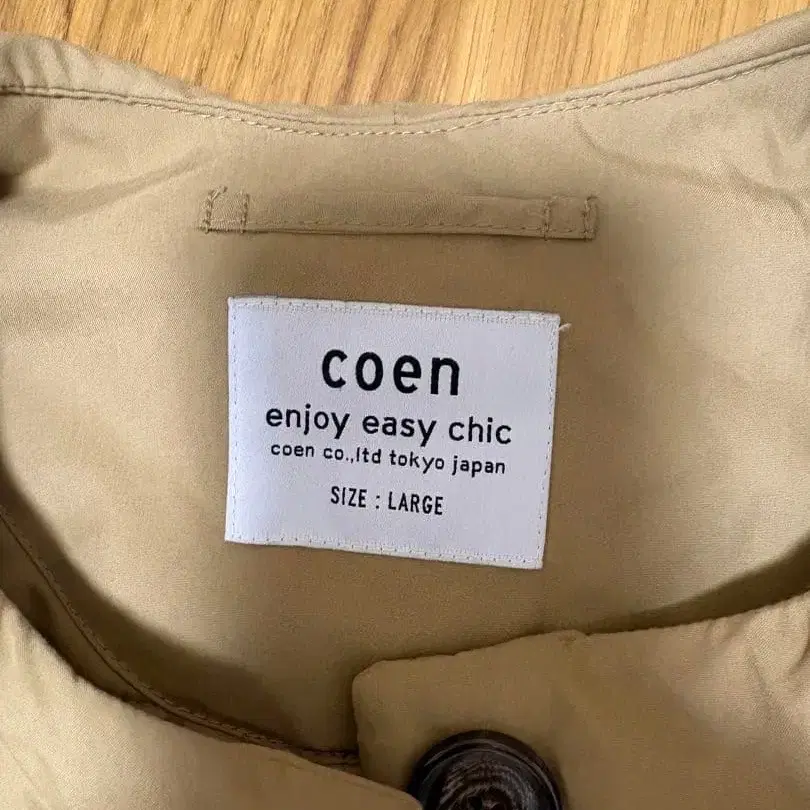 coen
enjoy easy chic
coen co.,ltd tokyo japan
SIZE : LARGE